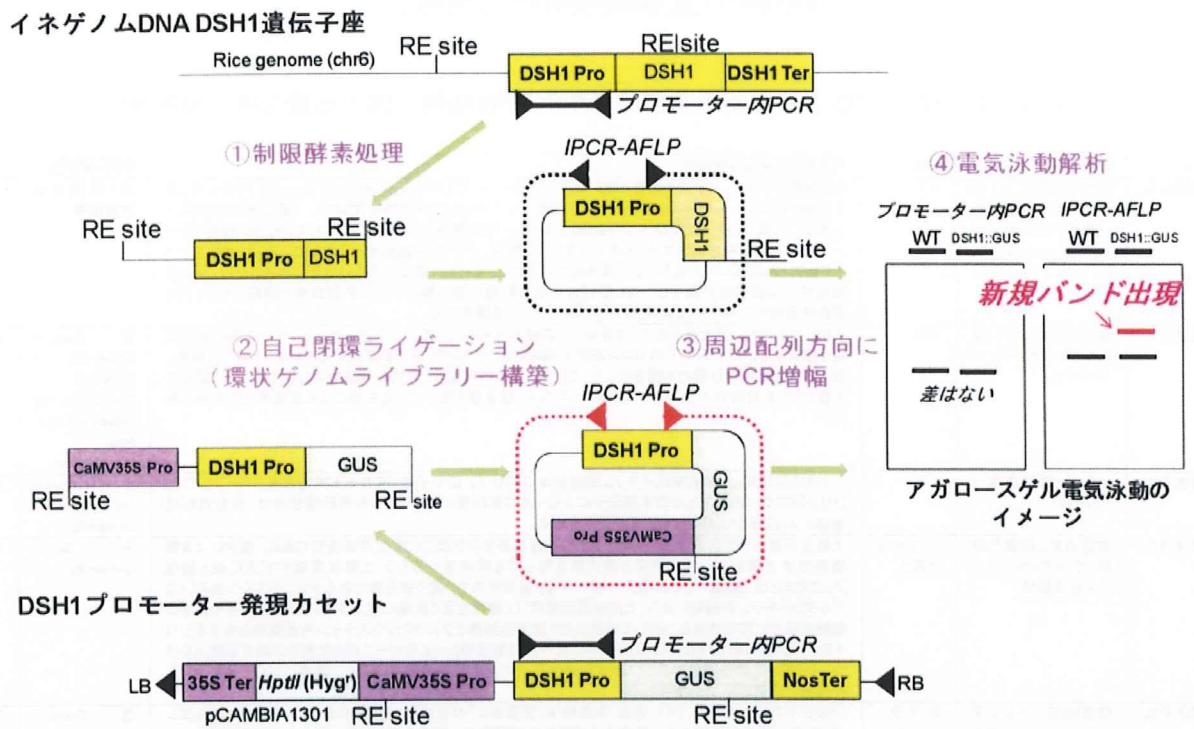 イネゲノムDNA DSH1遺伝子座
Rice genome (chr6)
RE site
RE site
DSH1 Pro
DSH1
DSH1 Ter
プロモーター内PCR
①制限酵素処理
IPCR-AFLP
DSH1 Pro
DSH1
RE site
RE site
RE site
DSH1 Pro
DSH1
④電気泳動解析
プロモーター内PCR
IPCR-AFLP
WT
DSH1::GUS
WT
DSH1::GUS
新規バンド出現
差はない
アガロースゲル電気泳動の
イメージ
②自己閉環ライゲーション
（環状ゲノムライブラリー構築）
③周辺配列方向に
PCR増幅
IPCR-AFLP
CaMV35S Pro
DSH1 Pro
GUS
RE site
RE site
DSH1 Pro
GUS
CaMV35S Pro
RE site
DSH1プロモーター発現カセット
プロモーター内PCR
LB
35S Ter
HptII (Hygʳ)
CaMV35S Pro
DSH1 Pro
GUS
NosTer
RB
pCAMBIA1301
RE site
RE site